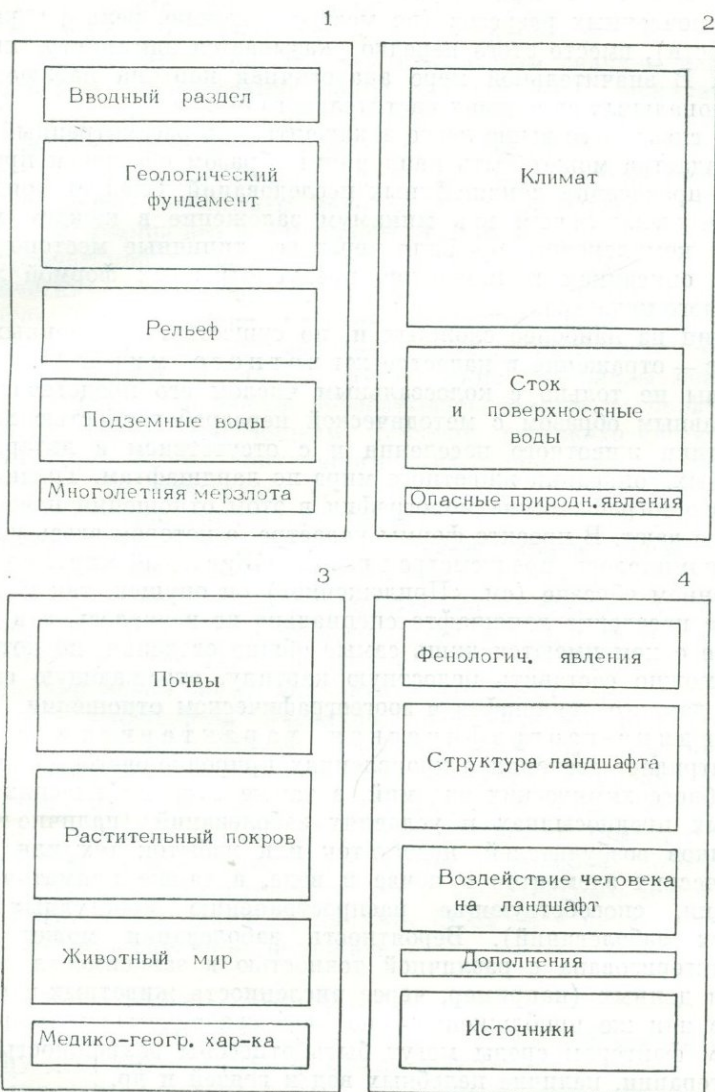 1
Вводный раздел
Геологический
фундамент
Рельеф
Подземные воды
Многолетняя мерзлота
2
Климат
Сток
и поверхностные
воды
Опасные природн. явления
3
Почвы
Растительный покров
Животный мир
Медико-геогр. хар-ка
4
Фенологич. явления
Структура ландшафта
Воздействие человека
на ландшафт
Дополнения
Источники